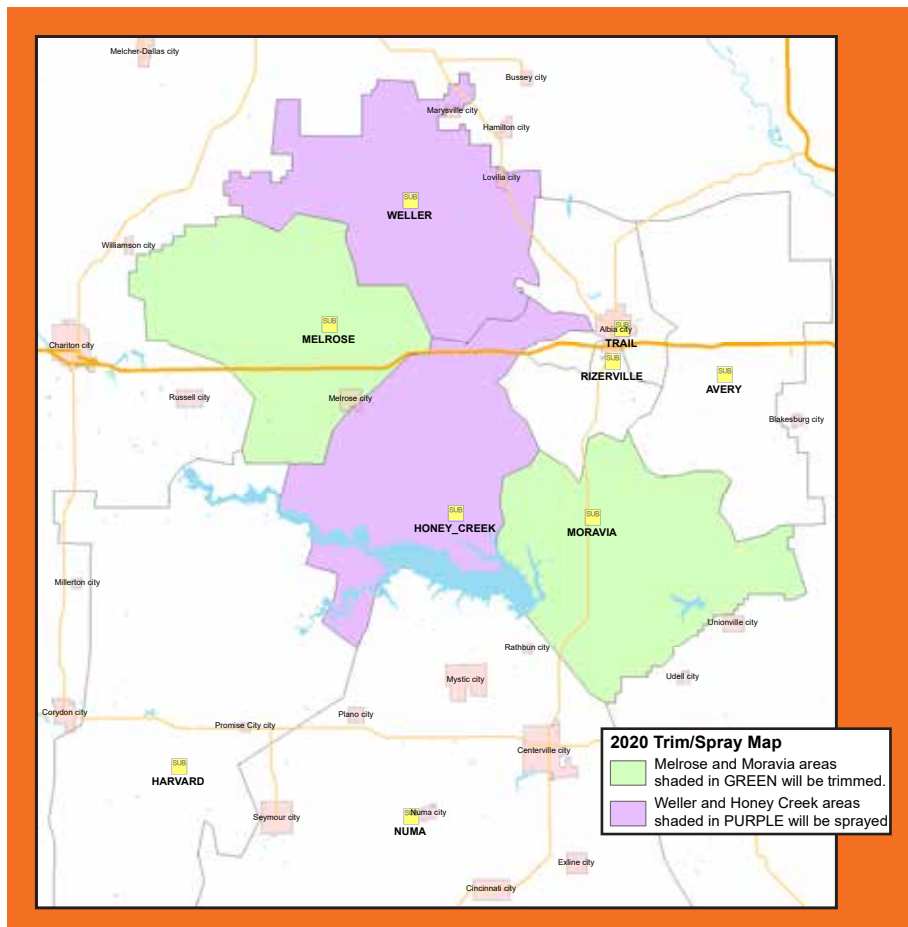 Melcher-Dallas city
Bussey city
Marysville city
Hamilton city
Lovilia city
SUB
WELLER
Williamson city
SUB
MELROSE
Albia city
SUB
TRAIL
Chariton city
SUB
RIZERVILLE
SUB
AVERY
Russell city
Melrose city
Blakesburg city
SUB
HONEY_CREEK
SUB
MORAVIA
Millerton city
Unionville city
Rathbun city
Mystic city
Udell city
Corydon city
Plano city
Promise City city
Centerville city
SUB
HARVARD
Seymour city
SUB
Numa city
NUMA
Exline city
Cincinnati city
2020 Trim/Spray Map
Melrose and Moravia areas
shaded in GREEN will be trimmed.
Weller and Honey Creek areas
shaded in PURPLE will be sprayed